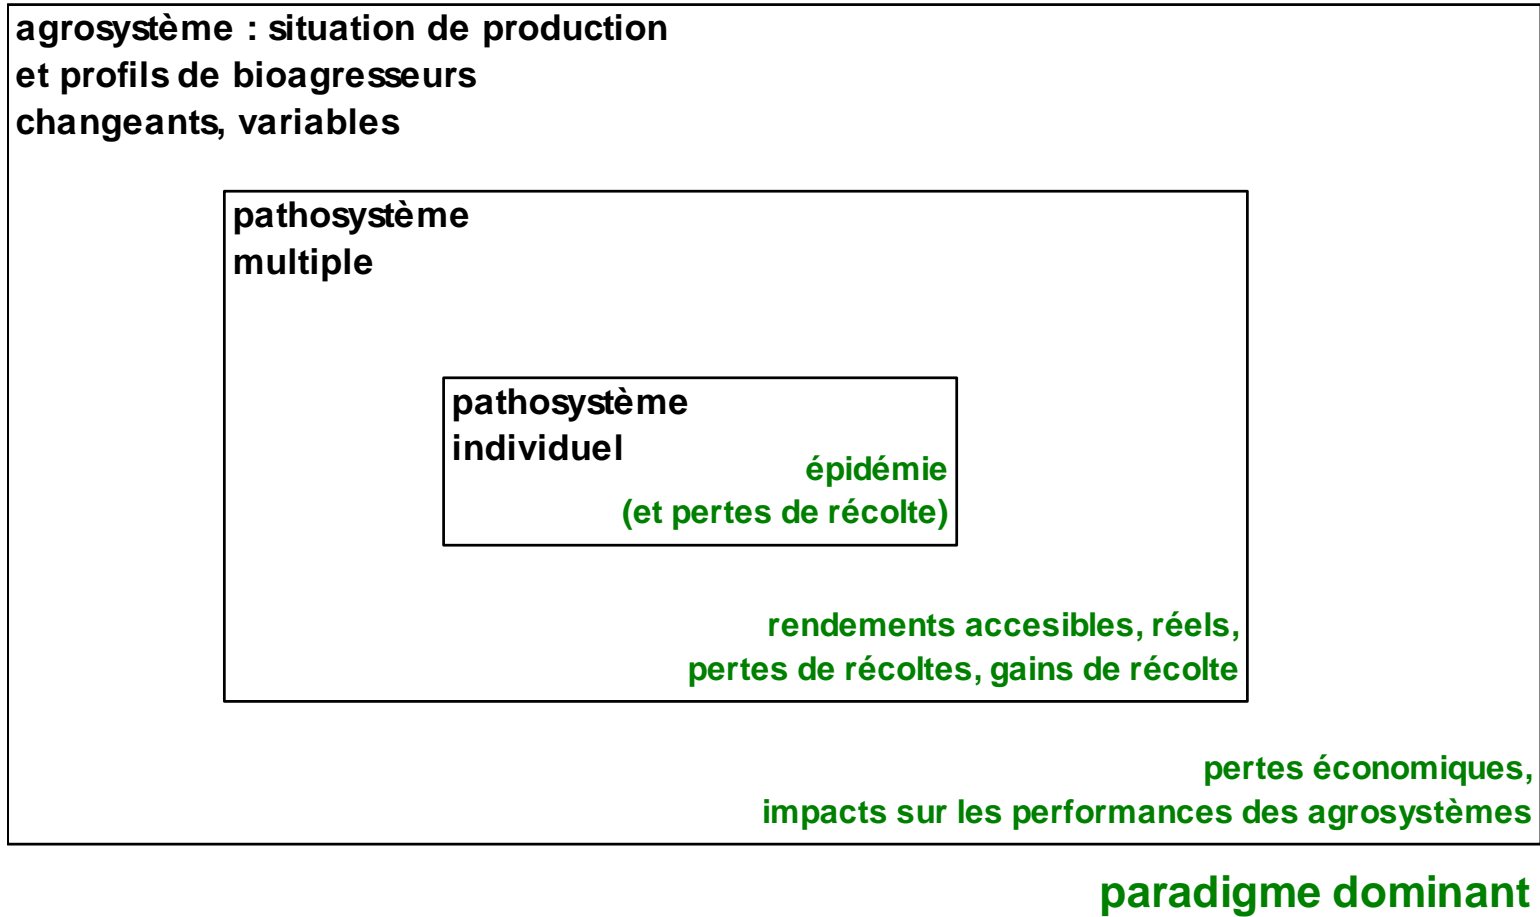 agrosystème : situation de production
et profils de bioagresseurs
changeants, variables
pathosystème
multiple
pathosystème
individuel
épidémie
(et pertes de récolte)
rendements accesibles, réels,
pertes de récoltes, gains de récolte
pertes économiques,
impacts sur les performances des agrosystèmes
paradigme dominant